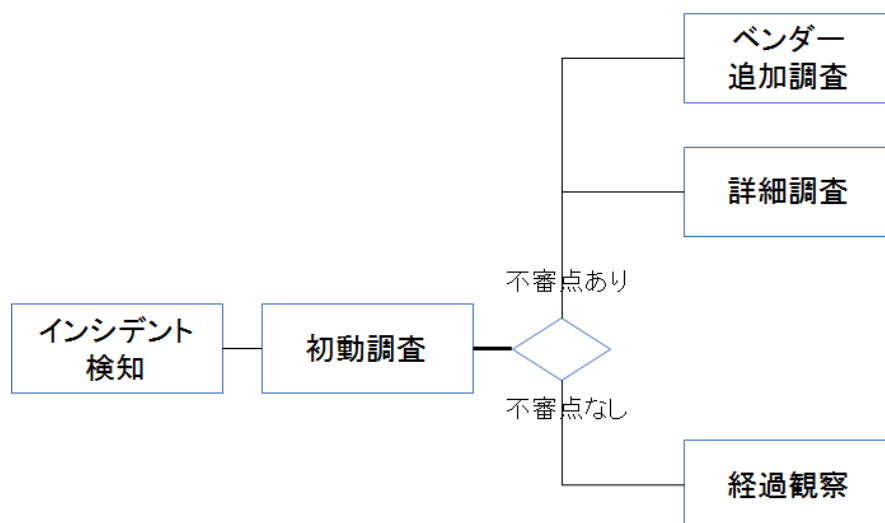 ベンダー
追加調査
詳細調査
不審点あり
インシデント
検知
初動調査
不審点なし
経過観察